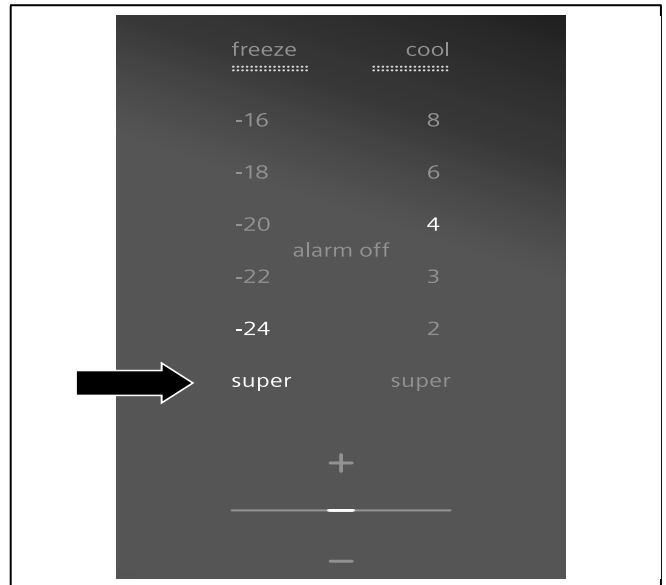 freeze cool
-16 8
-18 6
-20 4
alarm off
-22 3
-24 2
super super
+
−